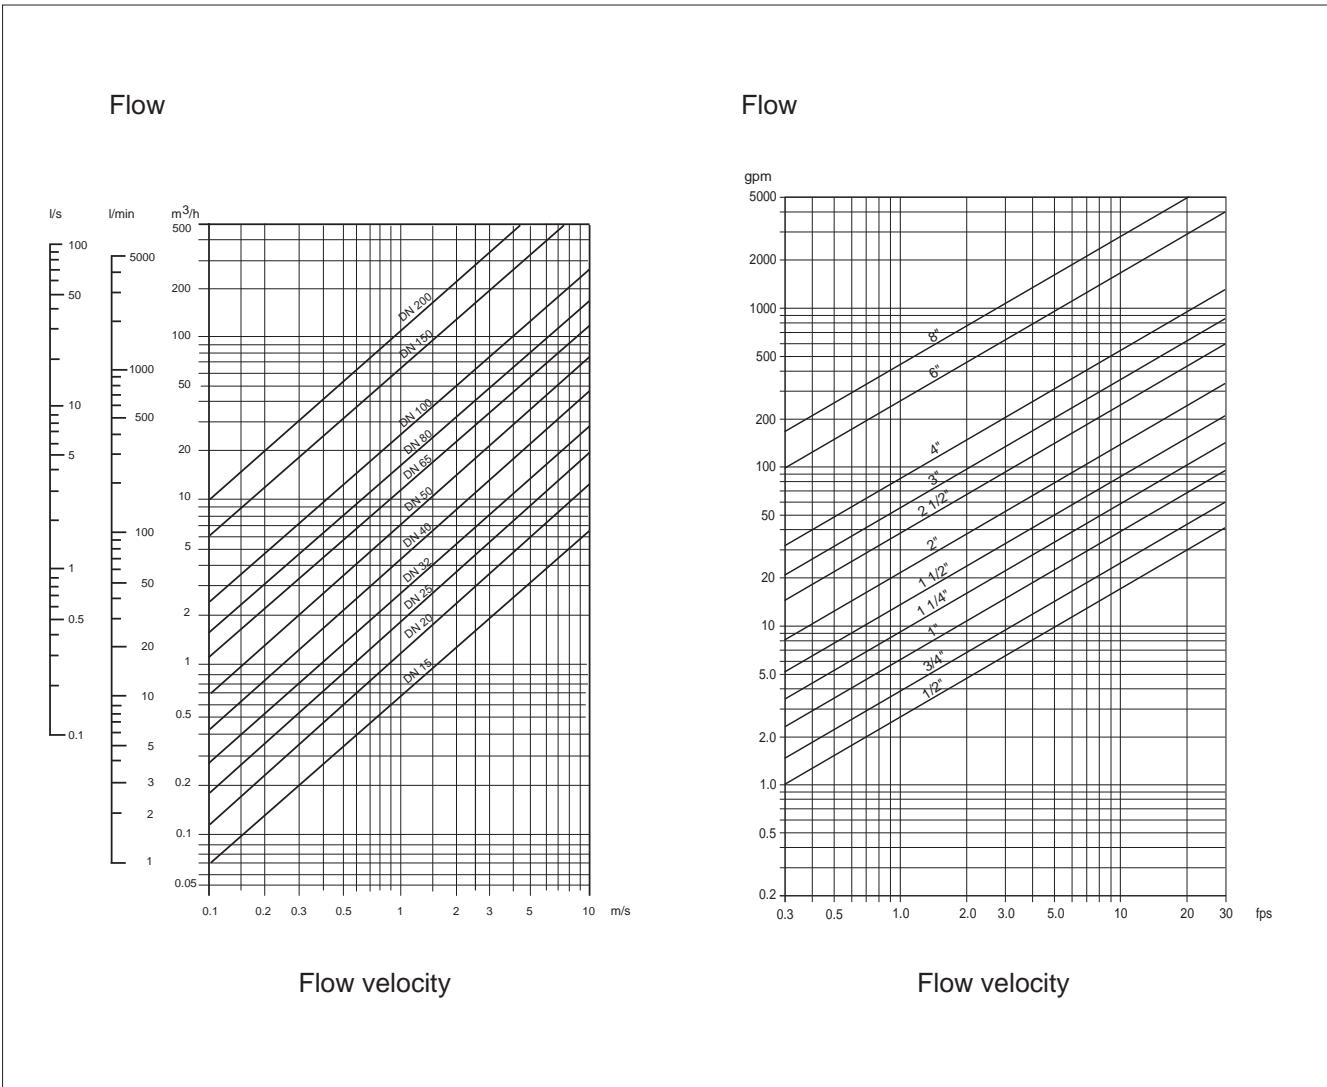 Flow
Flow
l/s
l/min
m3/h
100
50
10
5
1
0.5
0.1
5000
1000
500
100
50
20
10
5
3
2
1
500
200
100
50
20
10
5
2
1
0.5
0.2
0.1
0.05
DN 200
DN 150
DN 100
DN 80
DN 65
DN 50
DN 40
DN 32
DN 25
DN 20
DN 15
0.1 0.2 0.3 0.5 1 2 3 5 10 m/s
Flow velocity
gpm
5000
2000
1000
500
200
100
50
20
10
5.0
2.0
1.0
0.5
0.2
8"
6"
4"
3"
2 1/2"
2"
1 1/2"
1 1/4"
1"
3/4"
1/2"
0.3 0.5 1.0 2.0 3.0 5.0 10 20 30 fps
Flow velocity